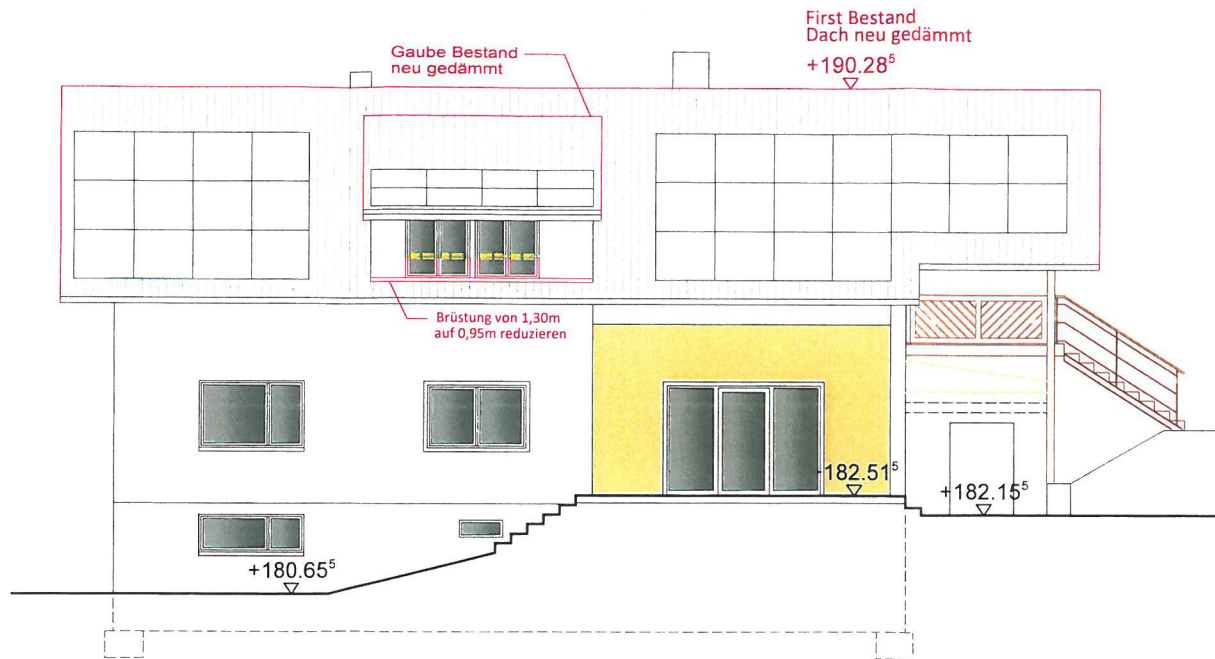 First Bestand
Dach neu gedämmt
+190.28⁵
Gaube Bestand
neu gedämmt
Brüstung von 1,30m
auf 0,95m reduzieren
182.51⁵
+182.15⁵
+180.65⁵